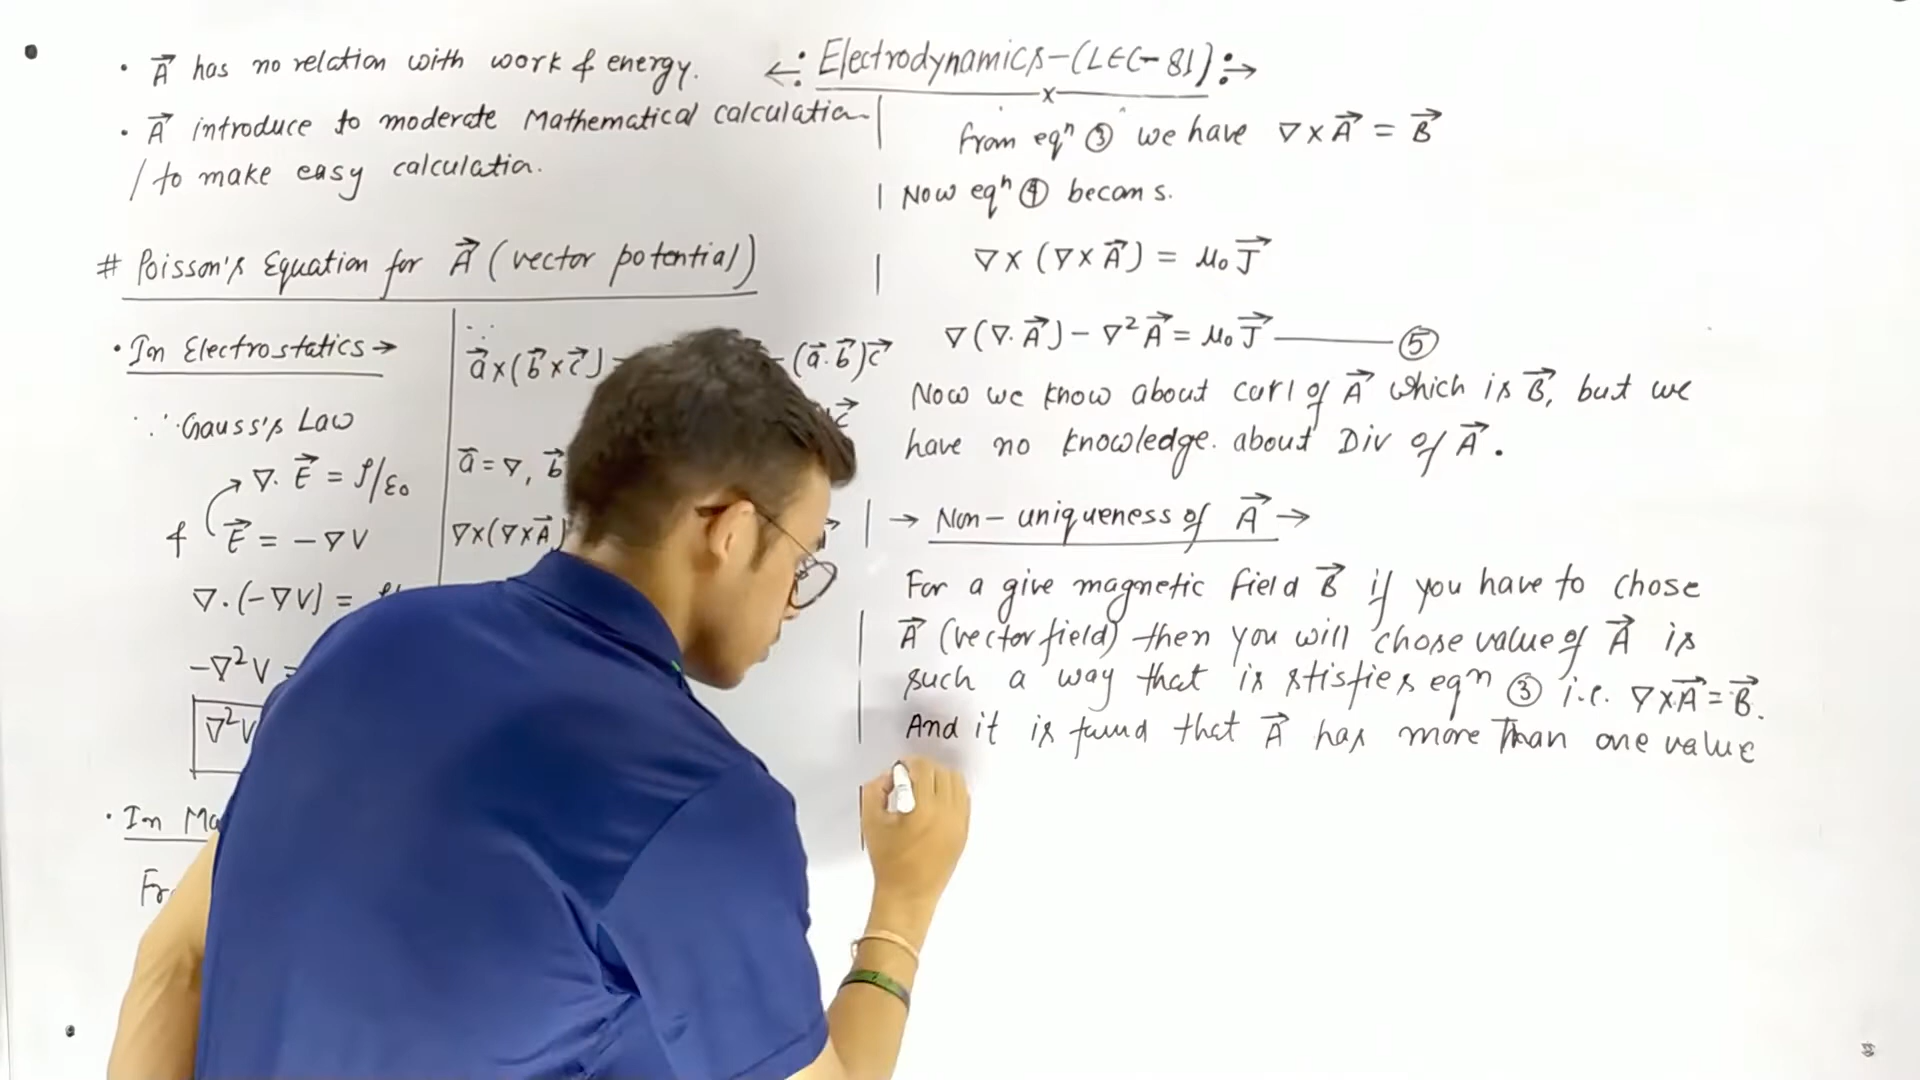 • A⃗ has no relation with work & energy.
• A⃗ introduce to moderate Mathematical calculation
/ to make easy calculation.
# Poisson's Equation for A⃗ (vector potential)
• In Electrostatics →
∵ Gauss's Law
∇. E⃗ = ρ/ε₀
& E⃗ = -∇V
∇.(-∇V) =
-∇²V =
∇²V
• In Ma
Fr
∵
a⃗×(b⃗×c⃗) - (a⃗.b⃗)c⃗
a⃗ = ∇, b⃗
∇×(∇×A⃗)
←: Electrodynamics-(LEC-81) :→
x
from eqⁿ ③ we have ∇×A⃗ = B⃗
Now eqⁿ ④ becom s.
∇×(∇×A⃗) = μ₀J⃗
∇(∇.A⃗) - ∇²A⃗ = μ₀J⃗ ——— ⑤
Now we know about curl of A⃗ which is B⃗, but we
have no knowledge. about Div of A⃗.
→ Non-uniqueness of A⃗ →
For a give magnetic field B⃗ if you have to chose
A⃗ (vector field) then you will chose value of A⃗ is
such a way that is stisfies eqⁿ ③ i.e. ∇×A⃗ = B⃗.
And it is fuund that A⃗ has more Than one value